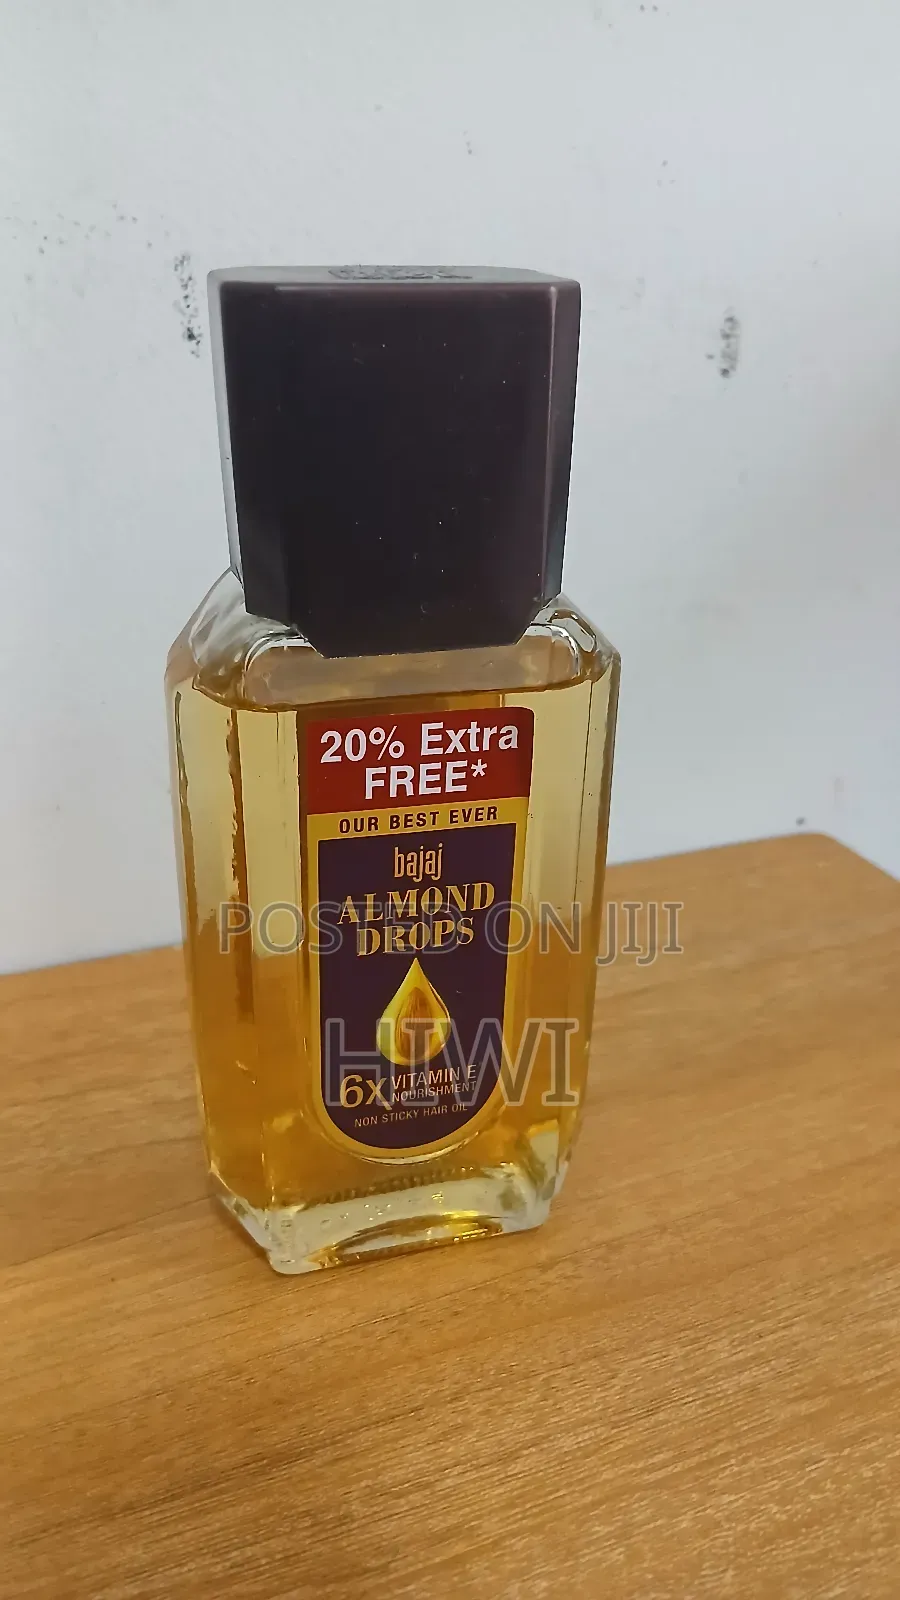 20% Extra
FREE*
OUR BEST EVER
bajaj
ALMOND
DROPS
6x VITAMIN E
NOURISHMENT
NON STICKY HAIR OIL
POSTED ON JIJI
HIWI